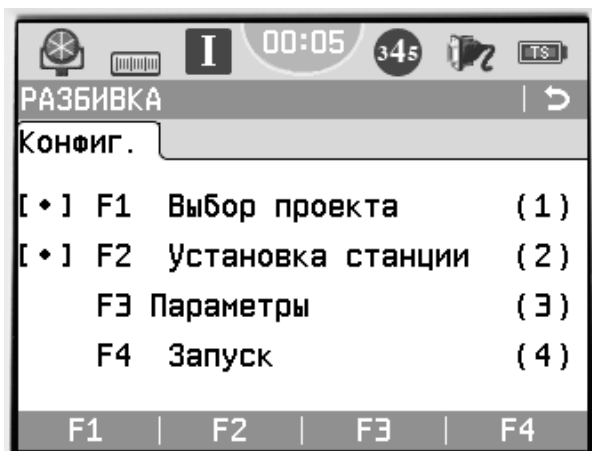 I 00:05 345 TS
РАЗБИВКА
Конфиг.
[•] F1 Выбор проекта (1)
[•] F2 Установка станции (2)
F3 Параметры (3)
F4 Запуск (4)
F1 | F2 | F3 | F4